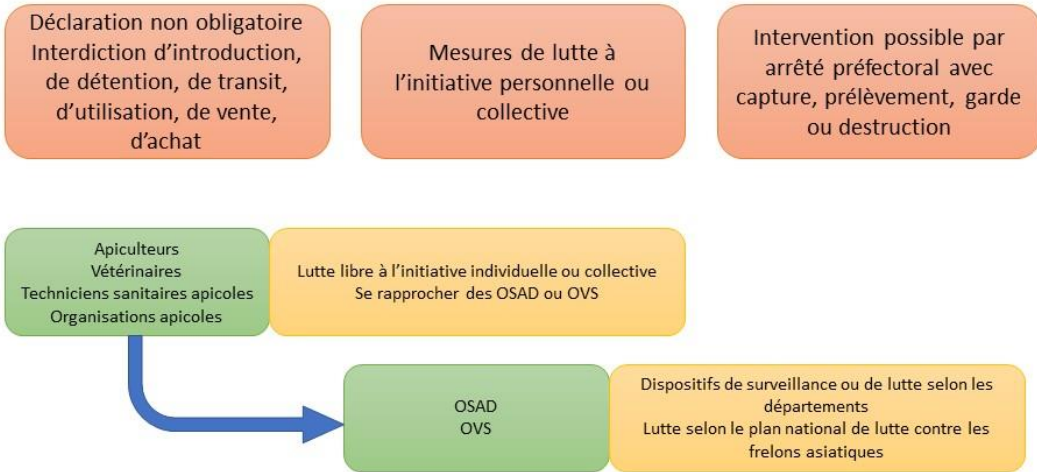 Déclaration non obligatoire
Interdiction d’introduction,
de détention, de transit,
d’utilisation, de vente,
d’achat
Mesures de lutte à
l’initiative personnelle ou
collective
Intervention possible par
arrêté préfectoral avec
capture, prélèvement, garde
ou destruction
Apiculteurs
Vétérinaires
Techniciens sanitaires apicoles
Organisations apicoles
Lutte libre à l’initiative individuelle ou collective
Se rapprocher des OSAD ou OVS
OSAD
OVS
Dispositifs de surveillance ou de lutte selon les
départements
Lutte selon le plan national de lutte contre les
frelons asiatiques